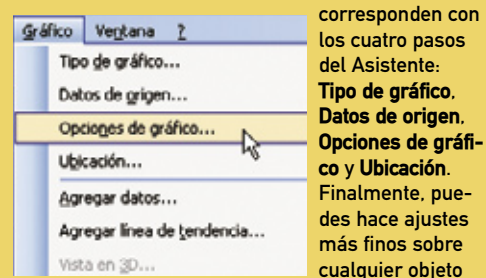 Gráfico Ventana ?
Tipo de gráfico...
Datos de origen...
Opciones de gráfico...
Ubicación...
Agregar datos...
Agregar línea de tendencia...
Vista en 3D...
corresponden con
los cuatro pasos
del Asistente:
Tipo de gráfico,
Datos de origen,
Opciones de gráfi-
co y Ubicación.
Finalmente, pue-
des hace ajustes
más finos sobre
cualquier objeto